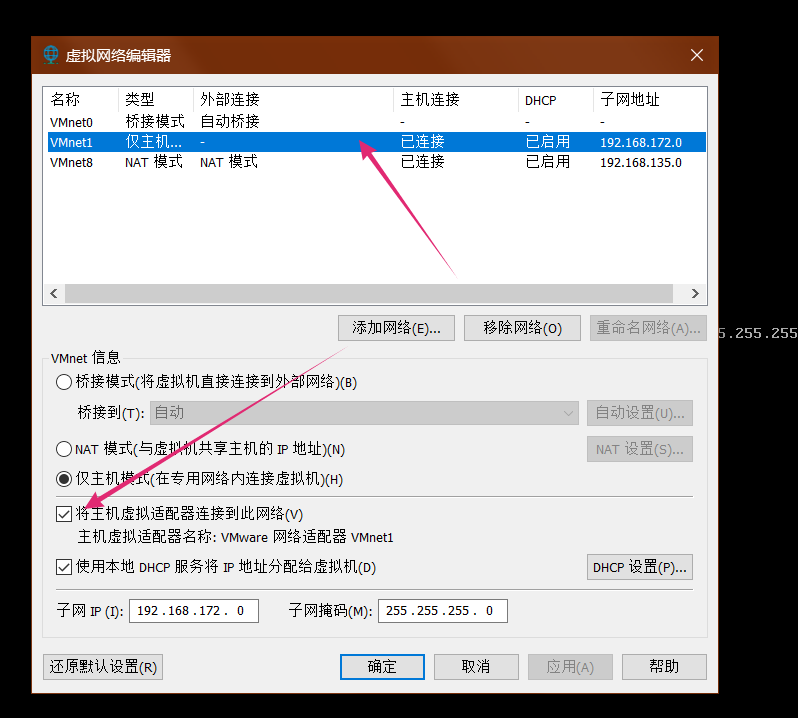 虚拟网络编辑器
名称 类型 外部连接 主机连接 DHCP 子网地址
VMnet0 桥接模式 自动桥接 - - -
VMnet1 仅主机... - 已连接 已启用 192.168.172.0
VMnet8 NAT 模式 NAT 模式 已连接 已启用 192.168.135.0
添加网络(E)... 移除网络(O) 重命名网络(A)... 5.255.255
VMnet 信息
桥接模式(将虚拟机直接连接到外部网络)(B)
桥接到(T): 自动 自动设置(U)...
NAT 模式(与虚拟机共享主机的 IP 地址)(N) NAT 设置(S)...
仅主机模式(在专用网络内连接虚拟机)(H)
将主机虚拟适配器连接到此网络(V)
主机虚拟适配器名称: VMware 网络适配器 VMnet1
使用本地 DHCP 服务将 IP 地址分配给虚拟机(D) DHCP 设置(P)...
子网 IP (I): 192.168.172. 0 子网掩码(M): 255.255.255. 0
还原默认设置(R) 确定 取消 应用(A) 帮助